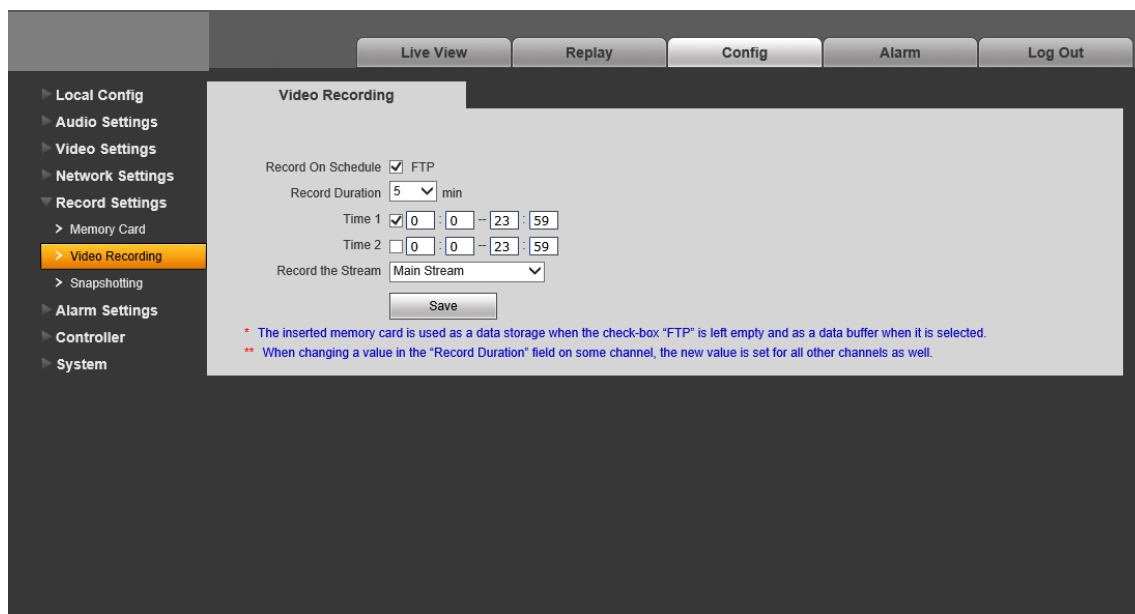 Live View Replay Config Alarm Log Out
Local Config
Audio Settings
Video Settings
Network Settings
Record Settings
> Memory Card
> Video Recording
> Snapshotting
Alarm Settings
Controller
System
Video Recording
Record On Schedule FTP
Record Duration 5 min
Time 1 0 : 0 -- 23 : 59
Time 2 0 : 0 -- 23 : 59
Record the Stream Main Stream
Save
* The inserted memory card is used as a data storage when the check-box “FTP” is left empty and as a data buffer when it is selected.
** When changing a value in the “Record Duration” field on some channel, the new value is set for all other channels as well.